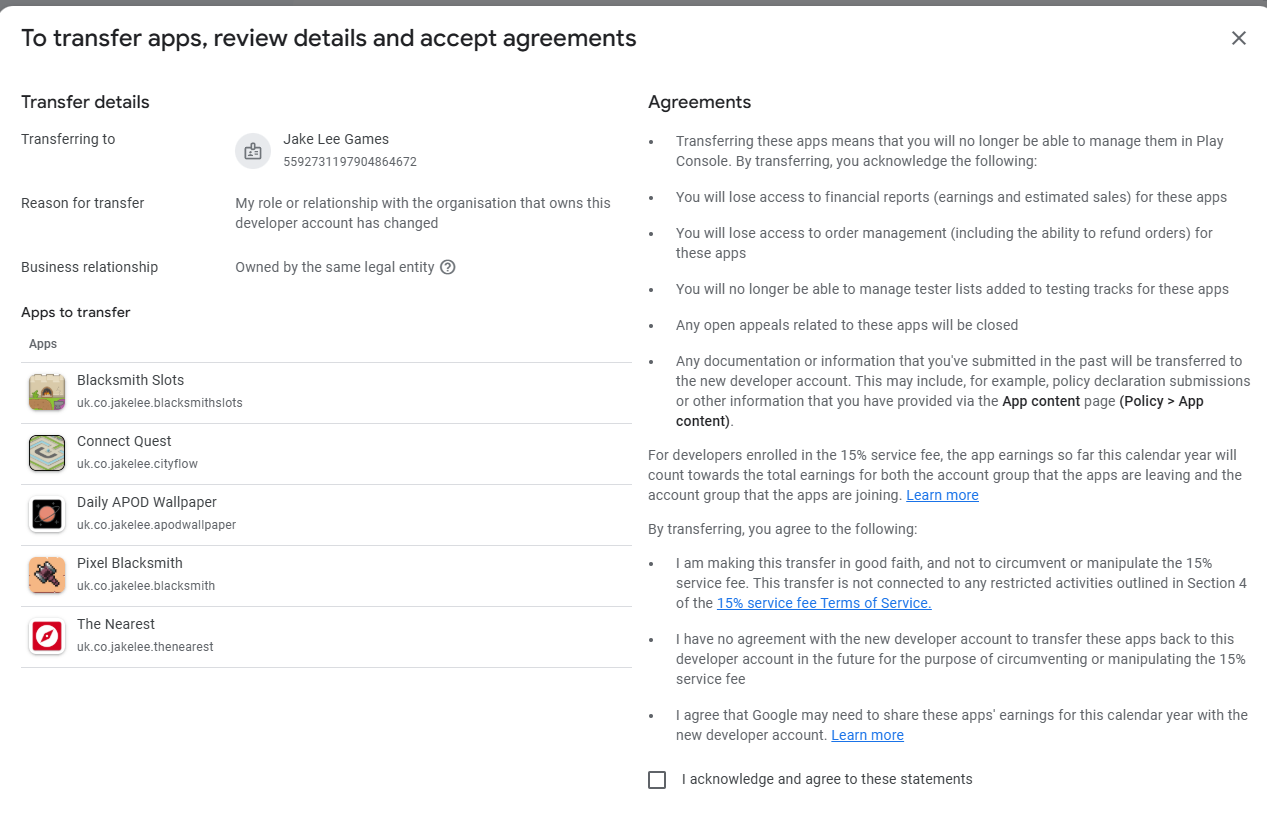 To transfer apps, review details and accept agreements
Transfer details
Transferring to
Jake Lee Games
5592731197904864672
Reason for transfer
My role or relationship with the organisation that owns this
developer account has changed
Business relationship
Owned by the same legal entity
Apps to transfer
Apps
Blacksmith Slots
uk.co.jakelee.blacksmithslots
Connect Quest
uk.co.jakelee.cityflow
Daily APOD Wallpaper
uk.co.jakelee.apodwallpaper
Pixel Blacksmith
uk.co.jakelee.blacksmith
The Nearest
uk.co.jakelee.thenearest
Agreements
• Transferring these apps means that you will no longer be able to manage them in Play
Console. By transferring, you acknowledge the following:
• You will lose access to financial reports (earnings and estimated sales) for these apps
• You will lose access to order management (including the ability to refund orders) for
these apps
• You will no longer be able to manage tester lists added to testing tracks for these apps
• Any open appeals related to these apps will be closed
• Any documentation or information that you've submitted in the past will be transferred to
the new developer account. This may include, for example, policy declaration submissions
or other information that you have provided via the App content page (Policy > App
content).
For developers enrolled in the 15% service fee, the app earnings so far this calendar year will
count towards the total earnings for both the account group that the apps are leaving and the
account group that the apps are joining. Learn more
By transferring, you agree to the following:
• I am making this transfer in good faith, and not to circumvent or manipulate the 15%
service fee. This transfer is not connected to any restricted activities outlined in Section 4
of the 15% service fee Terms of Service.
• I have no agreement with the new developer account to transfer these apps back to this
developer account in the future for the purpose of circumventing or manipulating the 15%
service fee
• I agree that Google may need to share these apps' earnings for this calendar year with the
new developer account. Learn more
I acknowledge and agree to these statements